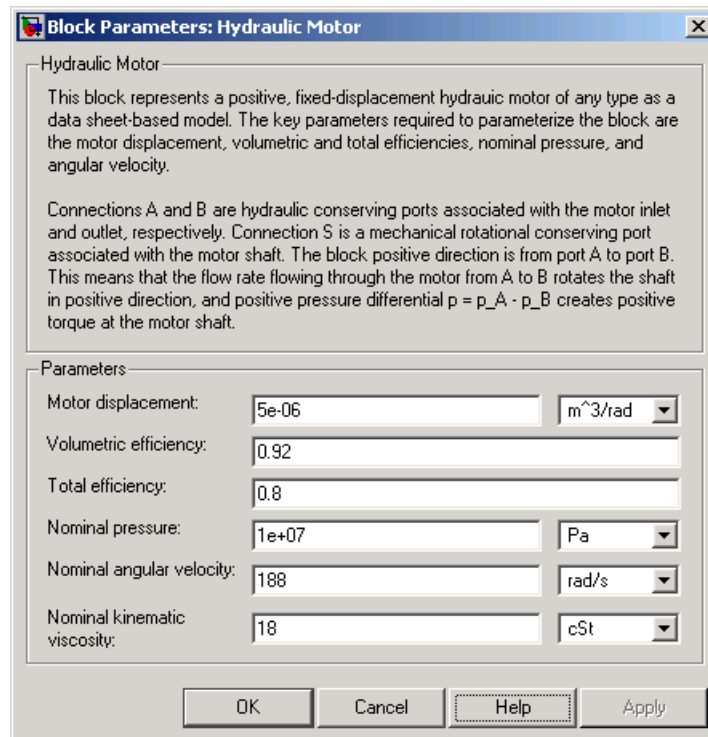 Block Parameters: Hydraulic Motor
Hydraulic Motor
This block represents a positive, fixed-displacement hydrauic motor of any type as a
data sheet-based model. The key parameters required to parameterize the block are
the motor displacement, volumetric and total efficiencies, nominal pressure, and
angular velocity.
Connections A and B are hydraulic conserving ports associated with the motor inlet
and outlet, respectively. Connection S is a mechanical rotational conserving port
associated with the motor shaft. The block positive direction is from port A to port B.
This means that the flow rate flowing through the motor from A to B rotates the shaft
in positive direction, and positive pressure differential p = p_A - p_B creates positive
torque at the motor shaft.
Parameters
Motor displacement: 5e-06 m^3/rad
Volumetric efficiency: 0.92
Total efficiency: 0.8
Nominal pressure: 1e+07 Pa
Nominal angular velocity: 188 rad/s
Nominal kinematic
viscosity: 18 cSt
OK Cancel Help Apply